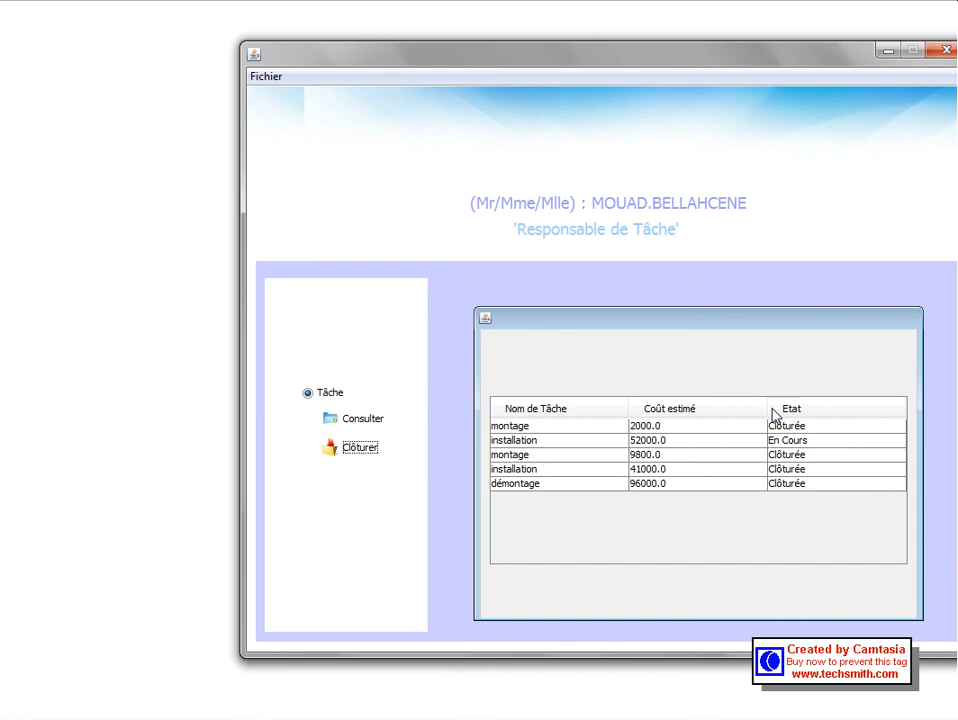 Fichier
(Mr/Mme/Mlle) : MOUAD.BELLAHCENE
'Responsable de Tâche'
Tâche
Consulter
Clôturer
Nom de Tâche Coût estimé Etat
montage 2000.0 Clôturée
installation 52000.0 En Cours
montage 9800.0 Clôturée
installation 41000.0 Clôturée
démontage 96000.0 Clôturée
Created by Camtasia
Buy now to prevent this tag
www.techsmith.com